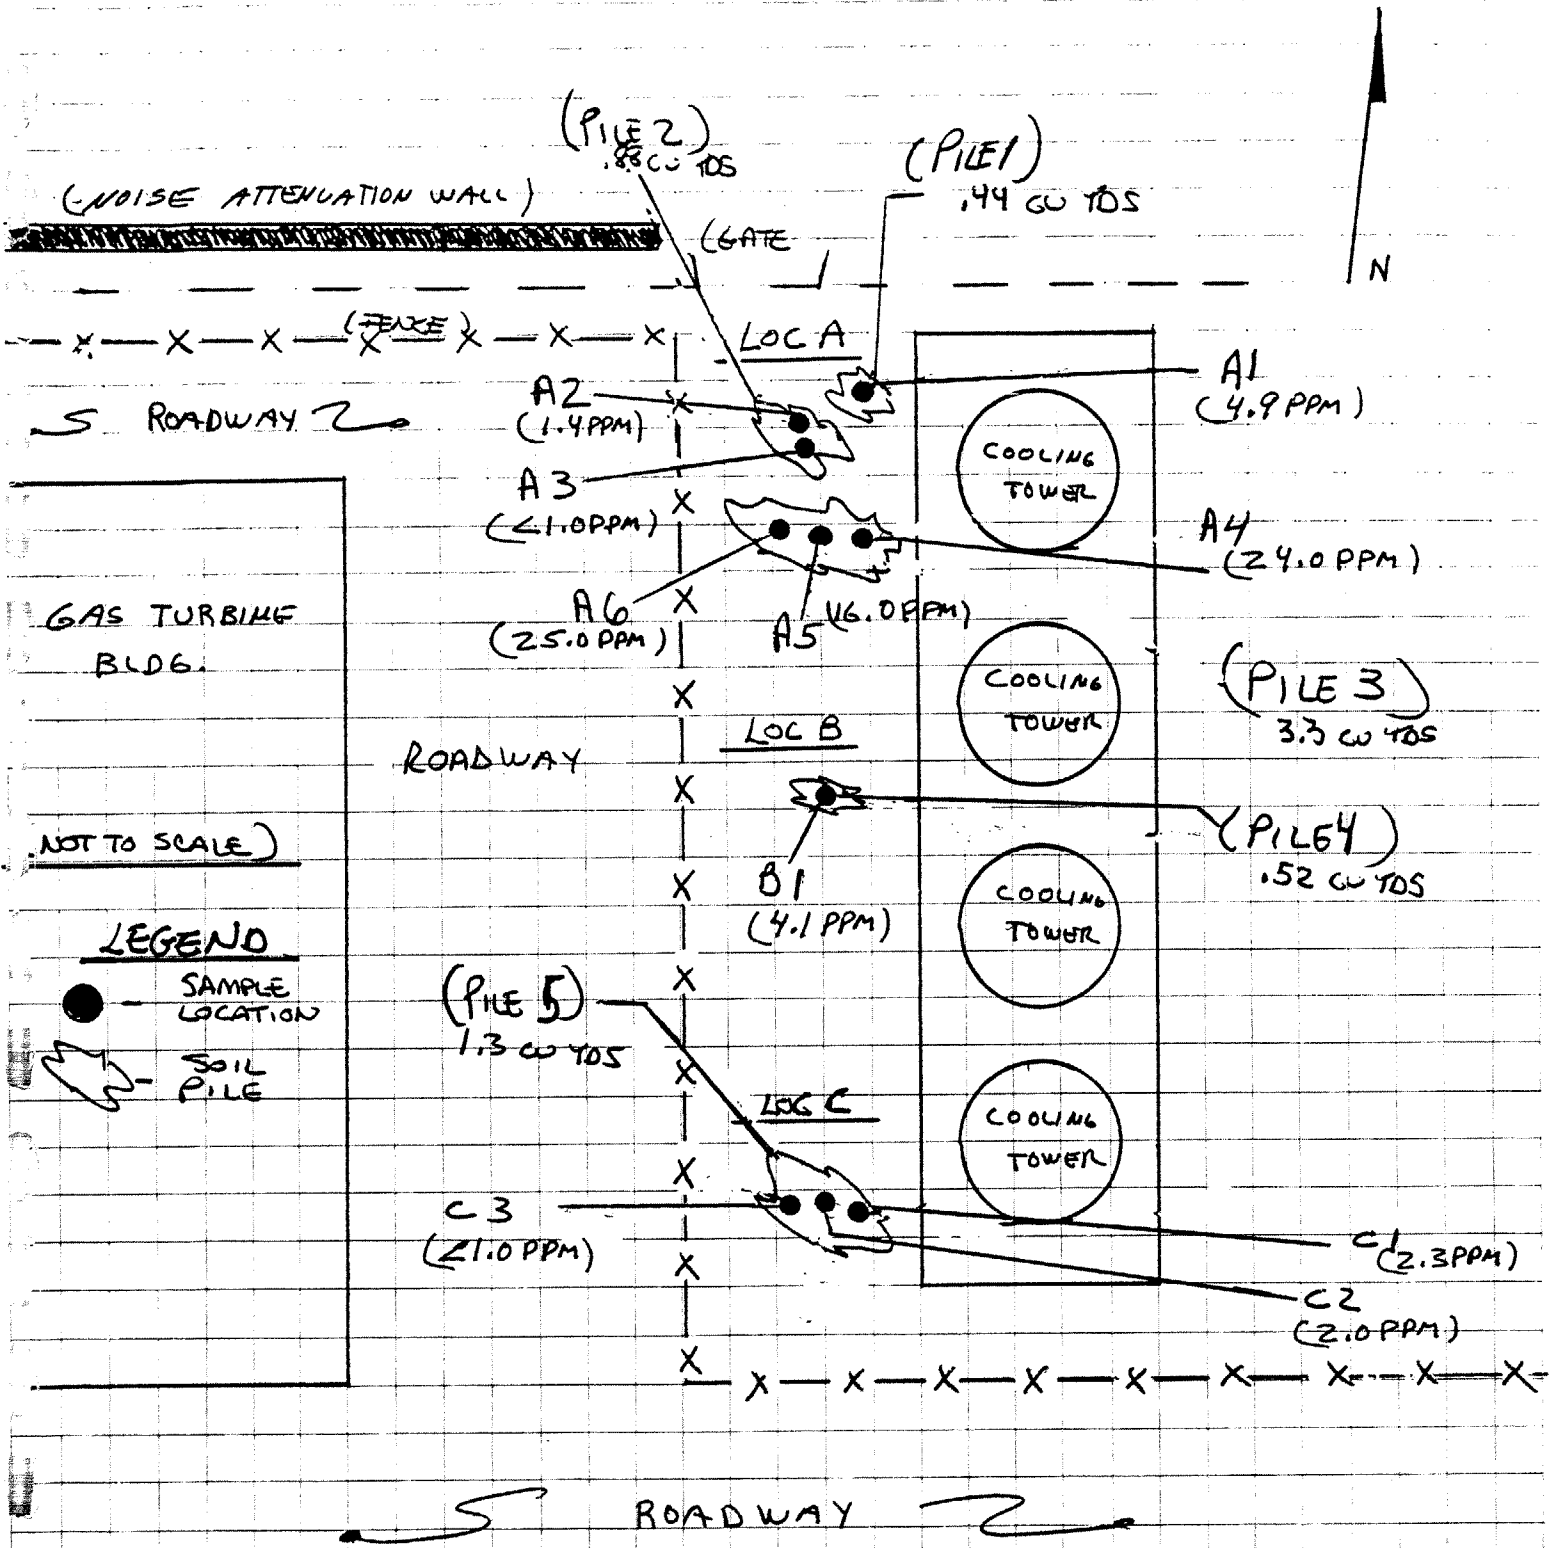 (PILE 2)
.88 CU YDS
(PILE 1)
.44 CU YDS
(NOISE ATTENUATION WALL)
(GATE
N
(FENCE)
LOC A
A2
(1.4 PPM)
A1
(4.9 PPM)
ROADWAY
A3
(<1.0 PPM)
COOLING
TOWER
A4
(24.0 PPM)
GAS TURBINE
BLDG.
A6
(25.0 PPM)
A5 (16.0 PPM)
COOLING
TOWER
(PILE 3)
3.3 CU YDS
LOC B
ROADWAY
NOT TO SCALE)
(PILE 4)
.52 CU YDS
B1
(4.1 PPM)
COOLING
TOWER
LEGEND
- SAMPLE
LOCATION
- SOIL
PILE
(PILE 5)
1.3 CU YDS
LOC C
COOLING
TOWER
C3
(<1.0 PPM)
C1
(2.3 PPM)
C2
(2.0 PPM)
ROADWAY